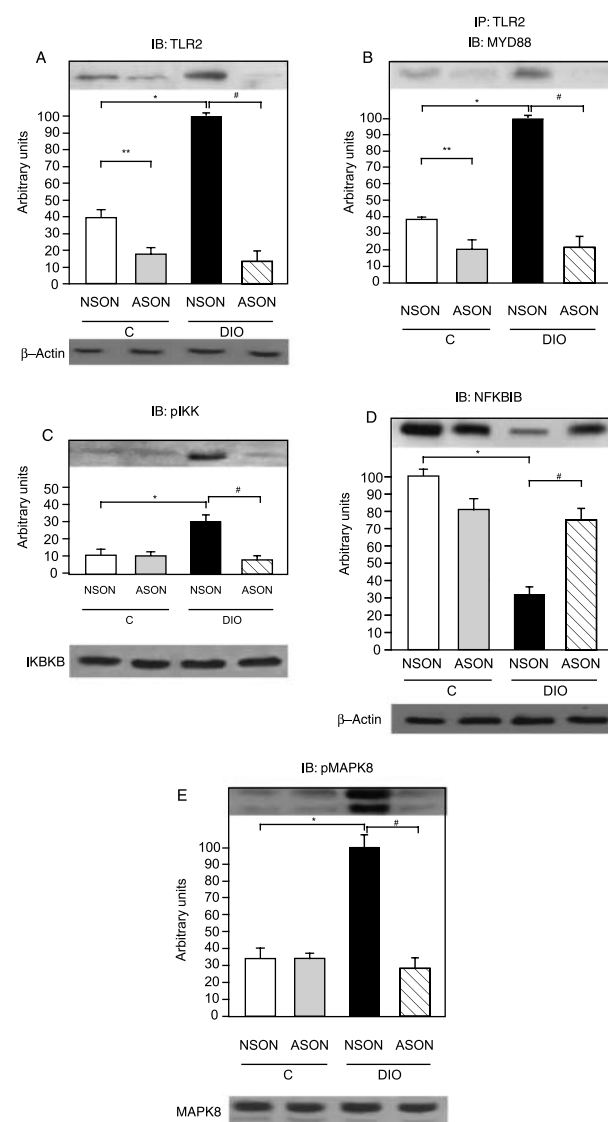 A
IB: TLR2
*
#
**
Arbitrary units
100
90
80
70
60
50
40
30
20
10
0
NSON ASON NSON ASON
C DIO
β–Actin
B
IP: TLR2
IB: MYD88
*
#
**
Arbitrary units
100
90
80
70
60
50
40
30
20
10
0
NSON ASON NSON ASON
C DIO
C
IB: pIKK
*
#
Arbitrary units
50
40
30
20
10
0
NSON ASON NSON ASON
C DIO
IKBKB
D
IB: NFKBIB
*
#
Arbitrary units
100
90
80
70
60
50
40
30
20
10
0
NSON ASON NSON ASON
C DIO
β–Actin
E
IB: pMAPK8
*
#
Arbitrary units
100
90
80
70
60
50
40
30
20
10
0
NSON ASON NSON ASON
C DIO
MAPK8